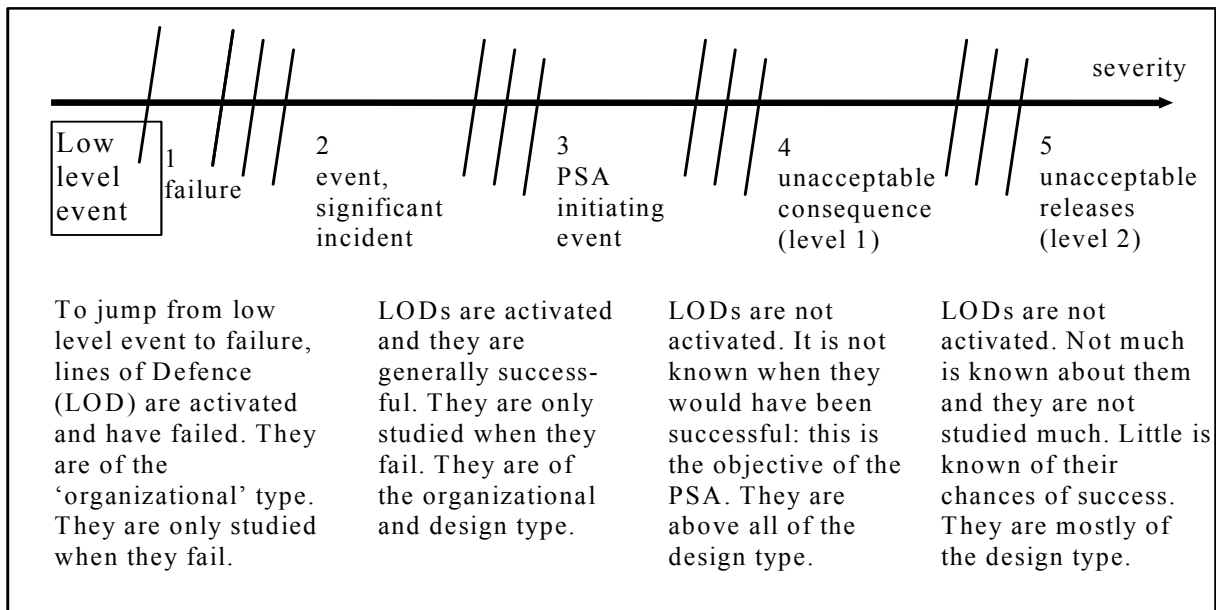 severity
Low
level
event
1
failure
2
event,
significant
incident
3
PSA
initiating
event
4
unacceptable
consequence
(level 1)
5
unacceptable
releases
(level 2)
To jump from low
level event to failure,
lines of Defence
(LOD) are activated
and have failed. They
are of the
‘organizational’ type.
They are only studied
when they fail.
LODs are activated
and they are
generally success-
ful. They are only
studied when they
fail. They are of
the organizational
and design type.
LODs are not
activated. It is not
known when they
would have been
successful: this is
the objective of the
PSA. They are
above all of the
design type.
LODs are not
activated. Not much
is known about them
and they are not
studied much. Little is
known of their
chances of success.
They are mostly of
the design type.